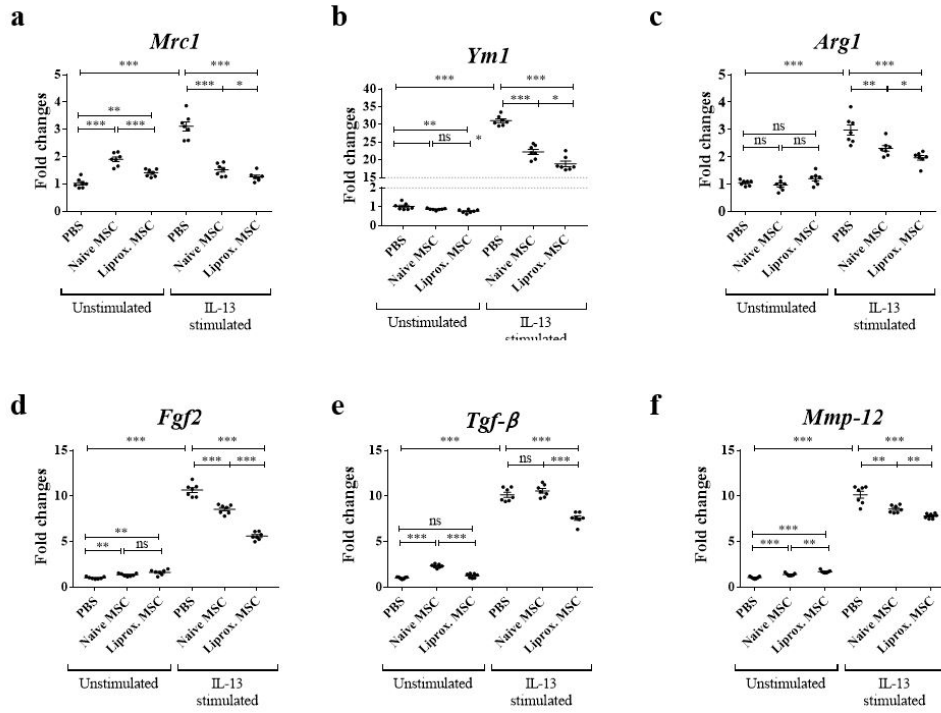 a
Mrc1
***
***
***
*
**
***
***
Fold changes
5
4
3
2
1
0
PBS
Naive MSC
Liprox. MSC
PBS
Naive MSC
Liprox. MSC
Unstimulated
IL-13
stimulated
b
Ym1
***
***
***
*
**
ns
ns
*
Fold changes
40
35
30
25
20
15
2
1
0
PBS
Naive MSC
Liprox. MSC
PBS
Naive MSC
Liprox. MSC
Unstimulated
IL-13
stimulated
c
Arg1
***
***
**
*
ns
ns
ns
Fold changes
5
4
3
2
1
0
PBS
Naive MSC
Liprox. MSC
PBS
Naive MSC
Liprox. MSC
Unstimulated
IL-13
stimulated
d
Fgf2
***
***
***
***
**
**
ns
Fold changes
15
10
5
0
PBS
Naive MSC
Liprox. MSC
PBS
Naive MSC
Liprox. MSC
Unstimulated
IL-13
stimulated
e
Tgf-β
***
***
ns
***
ns
***
***
Fold changes
15
10
5
0
PBS
Naive MSC
Liprox. MSC
PBS
Naive MSC
Liprox. MSC
Unstimulated
IL-13
stimulated
f
Mmp-12
***
***
**
**
***
***
**
Fold changes
15
10
5
0
PBS
Naive MSC
Liprox. MSC
PBS
Naive MSC
Liprox. MSC
Unstimulated
IL-13
stimulated